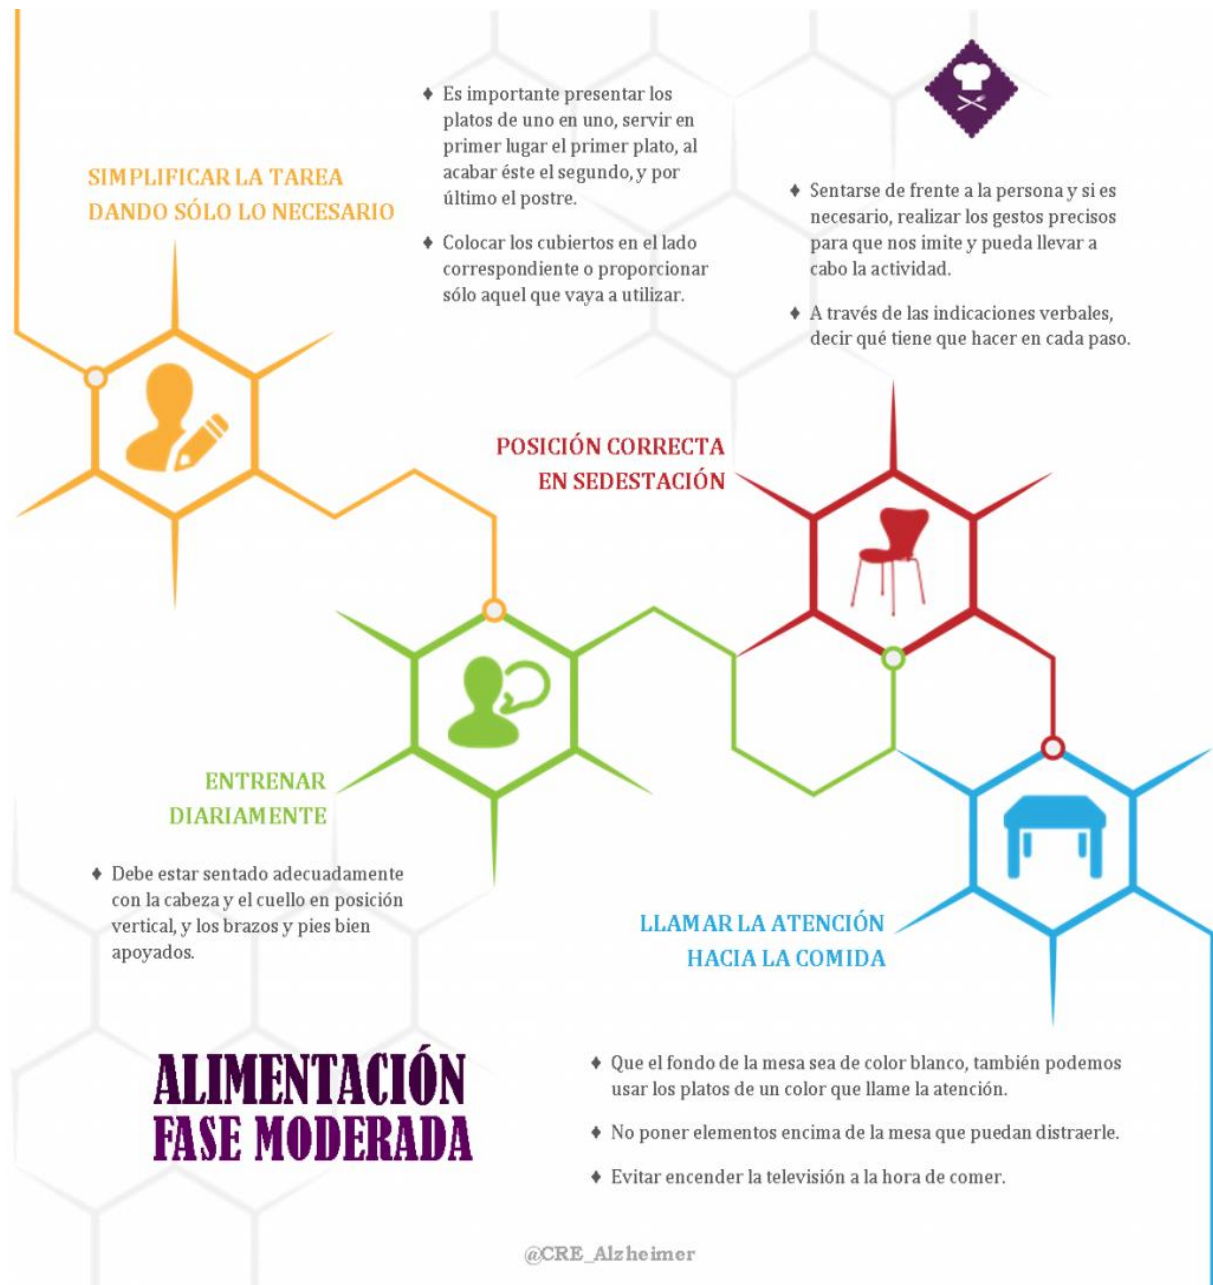 SIMPLIFICAR LA TAREA
DANDO SÓLO LO NECESARIO
♦ Es importante presentar los
platos de uno en uno, servir en
primer lugar el primer plato, al
acabar éste el segundo, y por
último el postre.
♦ Colocar los cubiertos en el lado
correspondiente o proporcionar
sólo aquel que vaya a utilizar.
♦ Sentarse de frente a la persona y si es
necesario, realizar los gestos precisos
para que nos imite y pueda llevar a
cabo la actividad.
♦ A través de las indicaciones verbales,
decir qué tiene que hacer en cada paso.
POSICIÓN CORRECTA
EN SEDESTACIÓN
ENTRENAR
DIARIAMENTE
♦ Debe estar sentado adecuadamente
con la cabeza y el cuello en posición
vertical, y los brazos y pies bien
apoyados.
LLAMAR LA ATENCIÓN
HACIA LA COMIDA
♦ Que el fondo de la mesa sea de color blanco, también podemos
usar los platos de un color que llame la atención.
♦ No poner elementos encima de la mesa que puedan distraerle.
♦ Evitar encender la televisión a la hora de comer.
ALIMENTACIÓN
FASE MODERADA
@CRE_Alzheimer